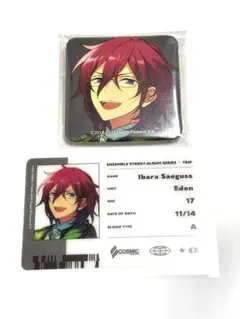 ENSEMBLE STARS!! ALBUM SERIES — TRIP
NAME Ibara Saegusa
UNIT Eden
AGE 17
DATE OF BIRTH 11/14
BLOOD TYPE A
COSMIC